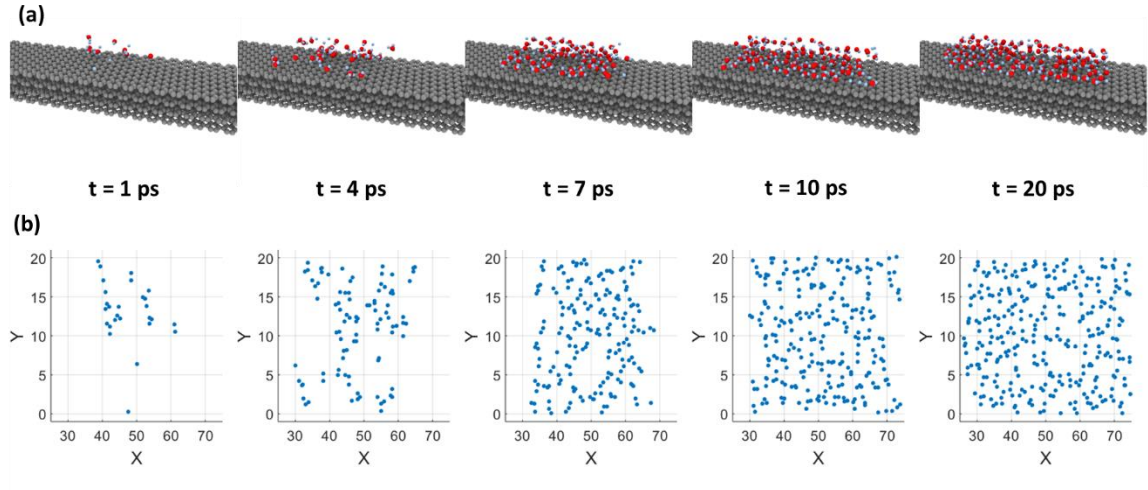 (a)
t = 1 ps t = 4 ps t = 7 ps t = 10 ps t = 20 ps
(b)
20 20 20 20 20
15 15 15 15 15
Y Y Y Y Y
10 10 10 10 10
5 5 5 5 5
0 0 0 0 0
30 40 50 60 70 30 40 50 60 70 30 40 50 60 70 30 40 50 60 70 30 40 50 60 70
X X X X X